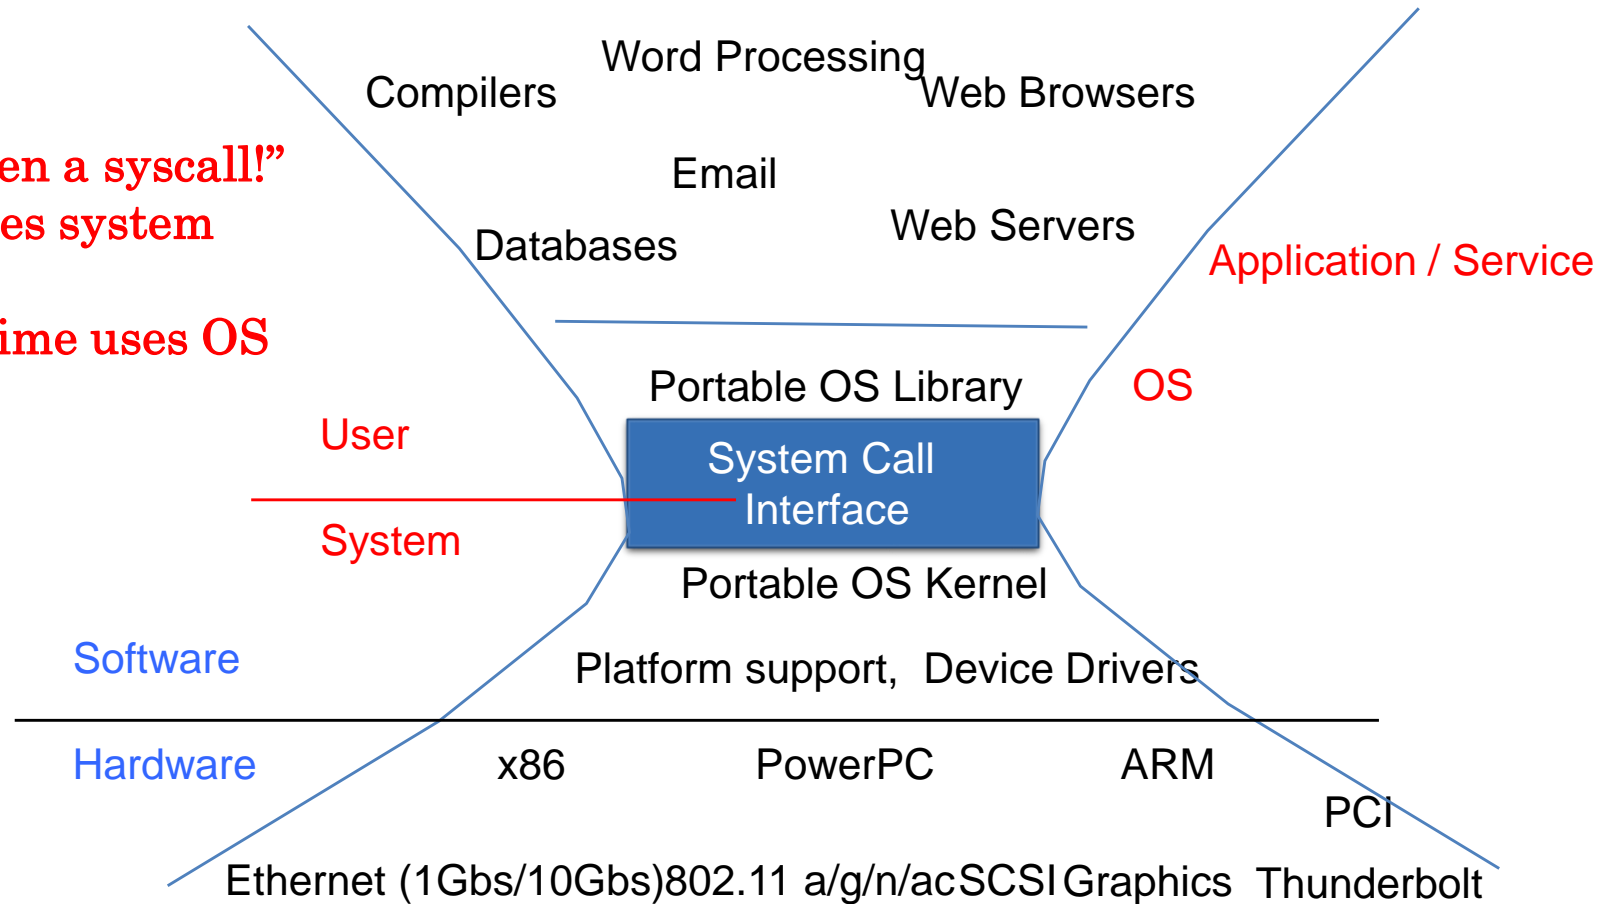 Word Processing
Compilers
Web Browsers
en a syscall!”
Email
es system
Web Servers
Databases
Application / Service
ime uses OS
Portable OS Library
OS
User
System Call
Interface
System
Portable OS Kernel
Software
Platform support, Device Drivers
Hardware
x86
PowerPC
ARM
PCI
Ethernet (1Gbs/10Gbs)
802.11 a/g/n/ac
SCSI
Graphics
Thunderbolt